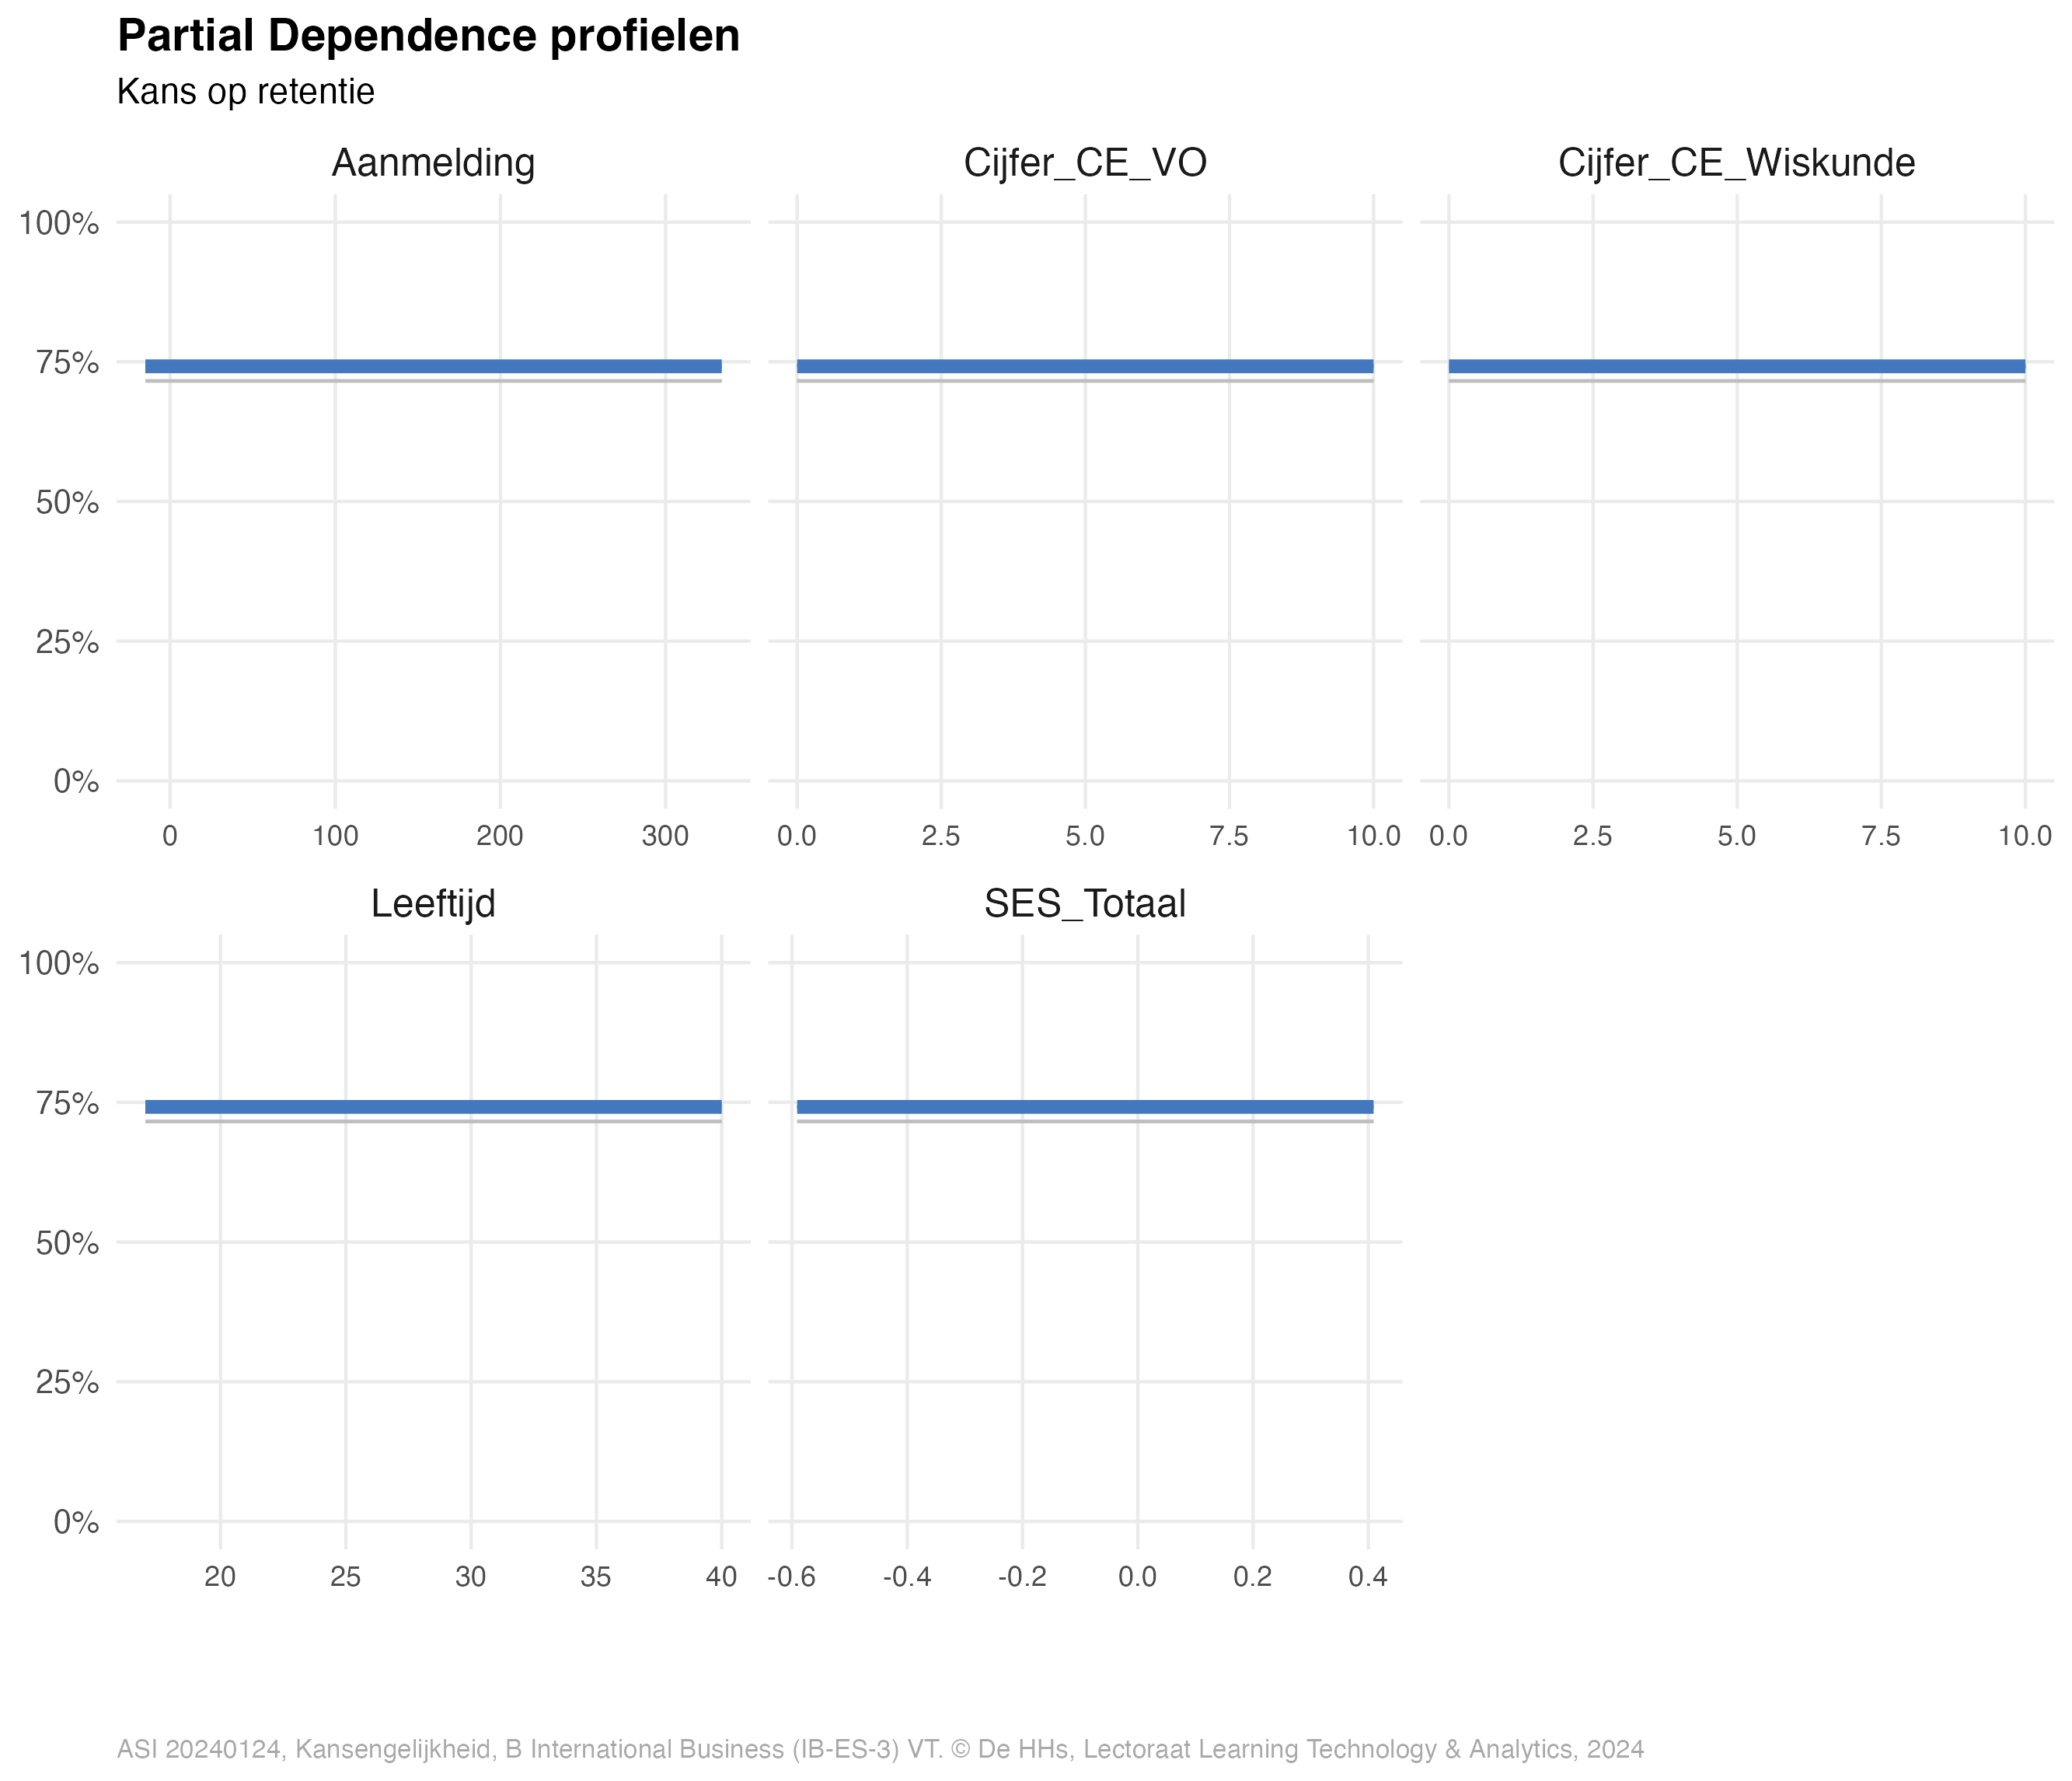 Partial Dependence profielen
Kans op retentie
Aanmelding
Cijfer_CE_VO
Cijfer_CE_Wiskunde
100%
75%
50%
25%
0%
0 100 200 300
0.0 2.5 5.0 7.5 10.0
0.0 2.5 5.0 7.5 10.0
Leeftijd
SES_Totaal
100%
75%
50%
25%
0%
20 25 30 35 40
-0.6 -0.4 -0.2 0.0 0.2 0.4
ASI 20240124, Kansengelijkheid, B International Business (IB-ES-3) VT. © De HHs, Lectoraat Learning Technology & Analytics, 2024